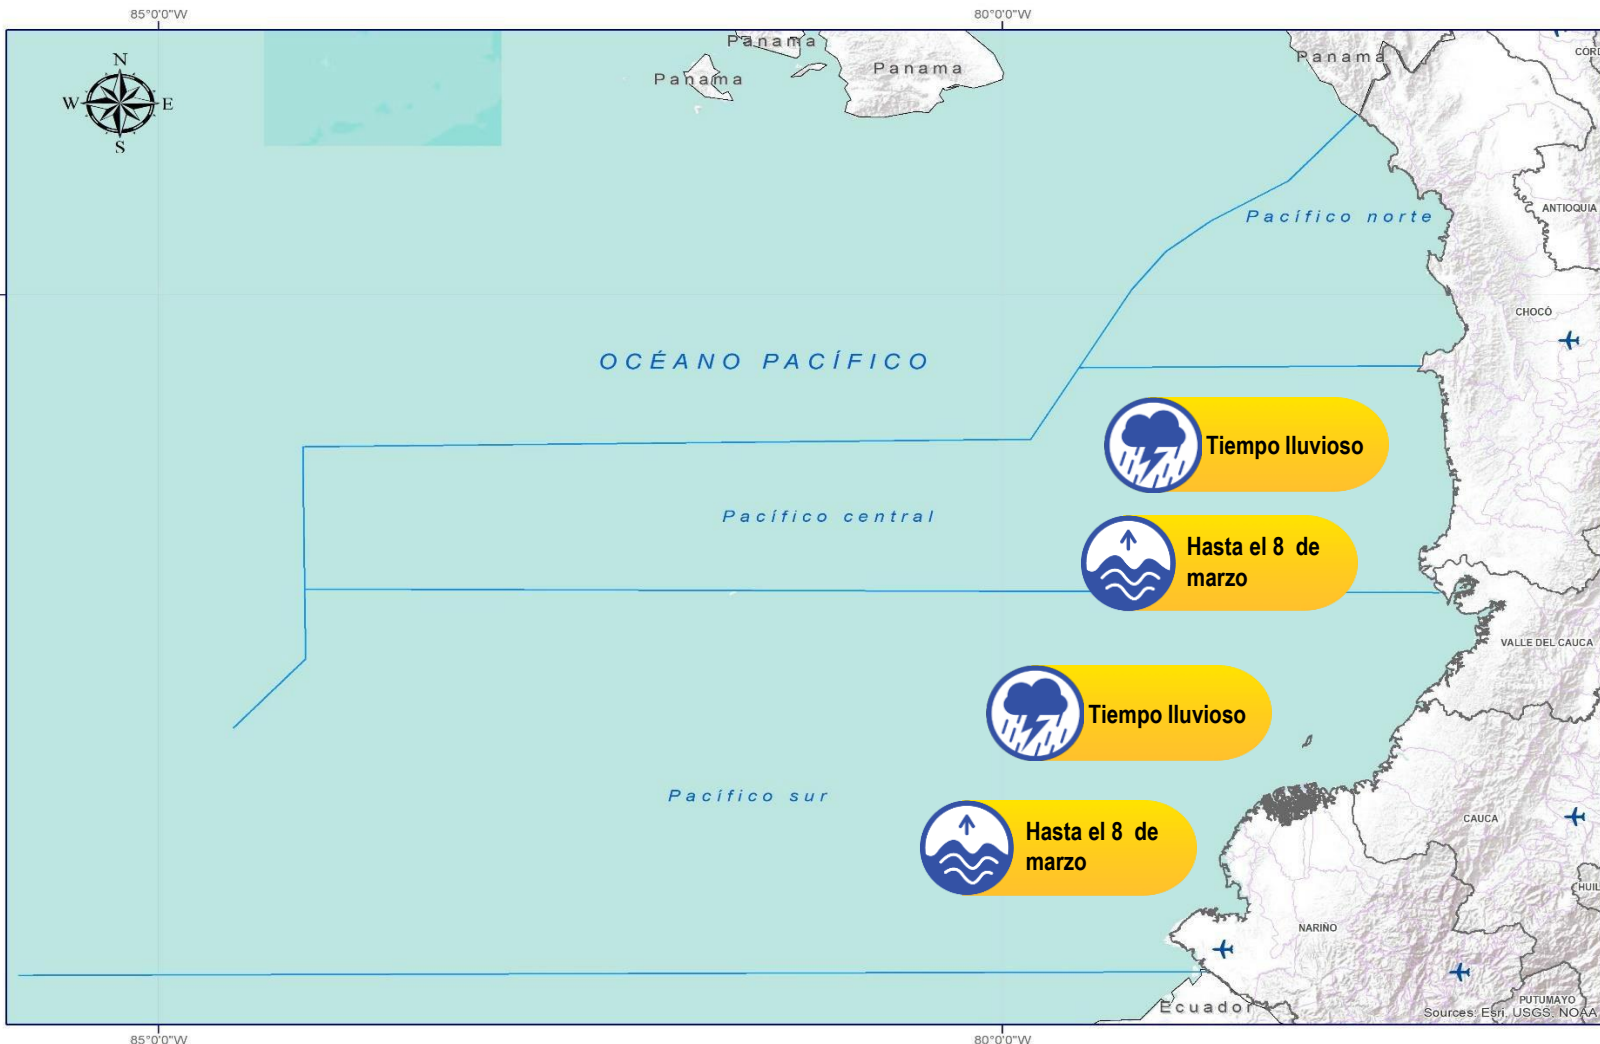 85°0'0"W
80°0'0"W
Panama
Panama
Panama
Panama
CÓRD
N
W
E
S
ANTIOQUIA
Pacífico norte
CHOCÓ
OCÉANO PACÍFICO
Tiempo lluvioso
Pacífico central
Hasta el 8 de
marzo
VALLE DEL CAUCA
Tiempo lluvioso
Pacífico sur
CAUCA
Hasta el 8 de
marzo
HUIL
NARIÑO
PUTUMAYO
Ecuador
Sources: Esri, USGS, NOAA
85°0'0"W
80°0'0"W